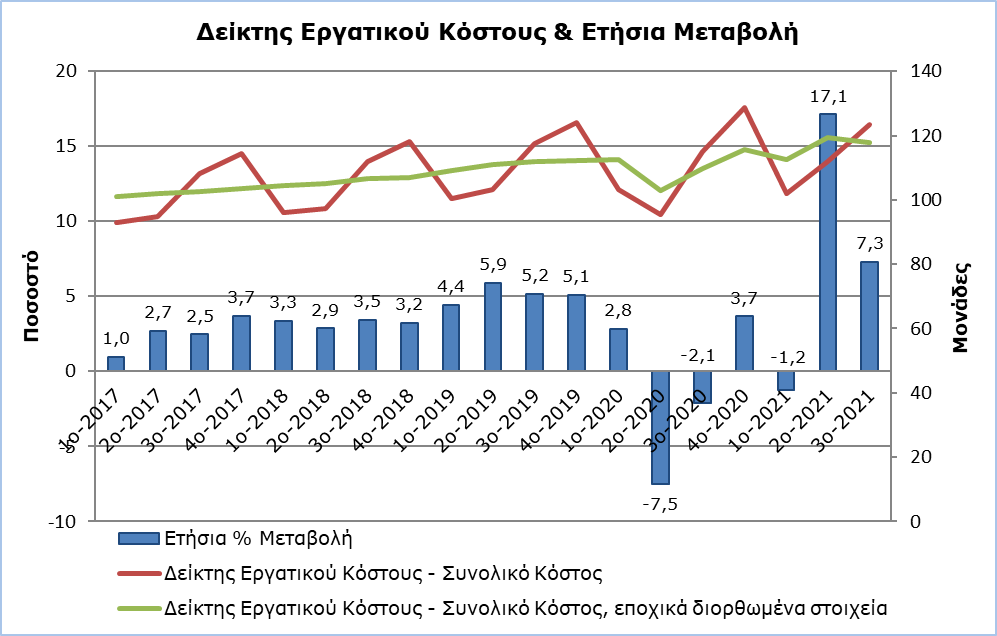 Δείκτης Εργατικού Κόστους & Ετήσια Μεταβολή
20
15
10
5
0
-5
-10
Ποσοστό
140
120
100
80
60
40
20
0
Μονάδες
1,0
2,7
2,5
3,7
3,3
2,9
3,5
3,2
4,4
5,9
5,2
5,1
2,8
-7,5
-2,1
3,7
-1,2
17,1
7,3
1ο-2017
2ο-2017
3ο-2017
4ο-2017
1ο-2018
2ο-2018
3ο-2018
4ο-2018
1ο-2019
2ο-2019
3ο-2019
4ο-2019
1ο-2020
2ο-2020
3ο-2020
4ο-2020
1ο-2021
2ο-2021
3ο-2021
Ετήσια % Μεταβολή
Δείκτης Εργατικού Κόστους - Συνολικό Κόστος
Δείκτης Εργατικού Κόστους - Συνολικό Κόστος, εποχικά διορθωμένα στοιχεία